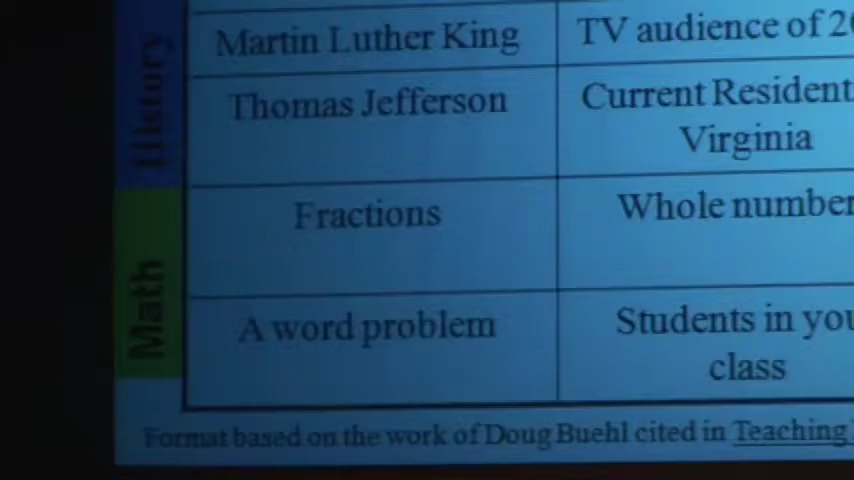 History
Martin Luther King
TV audience of
Thomas Jefferson
Current Resident
Virginia
Math
Fractions
Whole number
A word problem
Students in you
class
Format based on the work of Doug Buehl cited in Teaching